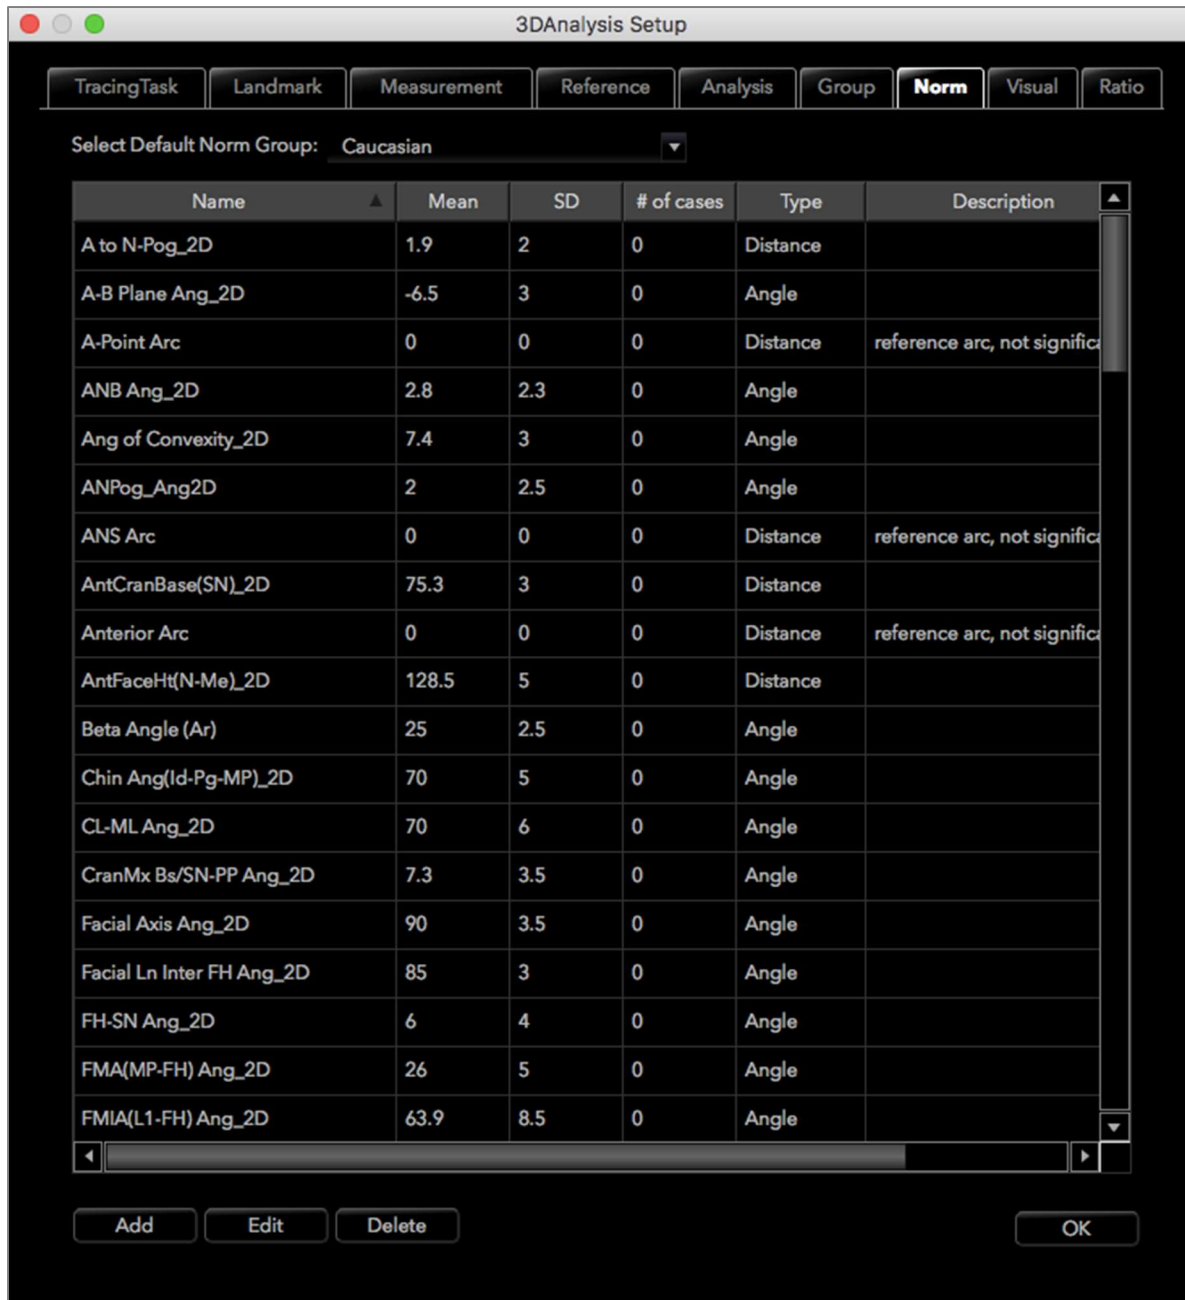 3DAnalysis Setup
TracingTask Landmark Measurement Reference Analysis Group Norm Visual Ratio
Select Default Norm Group: Caucasian
Name Mean SD # of cases Type Description
A to N-Pog_2D 1.9 2 0 Distance
A-B Plane Ang_2D -6.5 3 0 Angle
A-Point Arc 0 0 0 Distance reference arc, not significa
ANB Ang_2D 2.8 2.3 0 Angle
Ang of Convexity_2D 7.4 3 0 Angle
ANPog_Ang2D 2 2.5 0 Angle
ANS Arc 0 0 0 Distance reference arc, not significa
AntCranBase(SN)_2D 75.3 3 0 Distance
Anterior Arc 0 0 0 Distance reference arc, not significa
AntFaceHt(N-Me)_2D 128.5 5 0 Distance
Beta Angle (Ar) 25 2.5 0 Angle
Chin Ang(Id-Pg-MP)_2D 70 5 0 Angle
CL-ML Ang_2D 70 6 0 Angle
CranMx Bs/SN-PP Ang_2D 7.3 3.5 0 Angle
Facial Axis Ang_2D 90 3.5 0 Angle
Facial Ln Inter FH Ang_2D 85 3 0 Angle
FH-SN Ang_2D 6 4 0 Angle
FMA(MP-FH) Ang_2D 26 5 0 Angle
FMIA(L1-FH) Ang_2D 63.9 8.5 0 Angle
Add Edit Delete OK